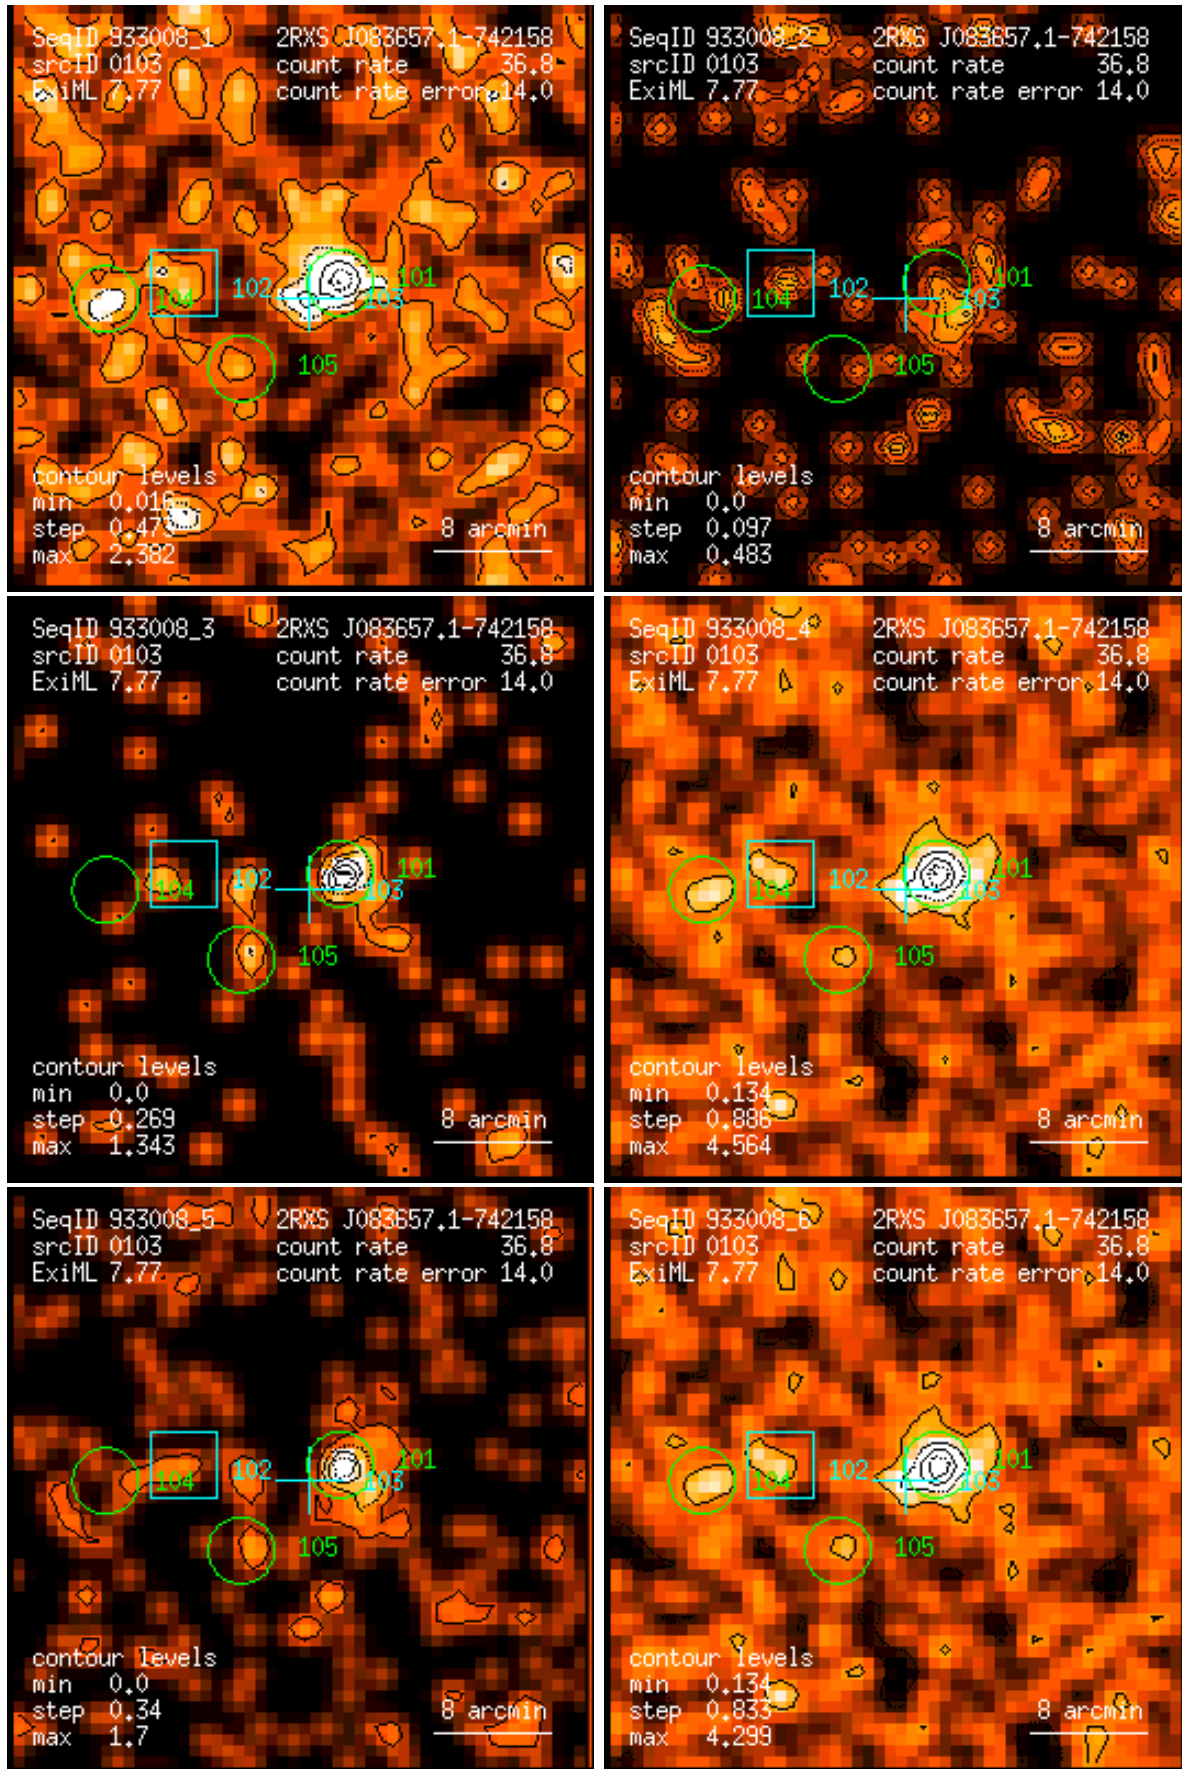 SeqID 933008_1 2RXS J083657.1-742158
srcID 0103 count rate 36.8
ExiML 7.77 count rate error 14.0
101
102 103
104
105
contour levels
min 0.016
step 0.473
max 2.382
8 arcmin
SeqID 933008_2 2RXS J083657.1-742158
srcID 0103 count rate 36.8
ExiML 7.77 count rate error 14.0
101
102 103
104
105
contour levels
min 0.0
step 0.097
max 0.483
8 arcmin
SeqID 933008_3 2RXS J083657.1-742158
srcID 0103 count rate 36.8
ExiML 7.77 count rate error 14.0
101
102 103
104
105
contour levels
min 0.0
step 0.269
max 1.343
8 arcmin
SeqID 933008_4 2RXS J083657.1-742158
srcID 0103 count rate 36.8
ExiML 7.77 count rate error 14.0
101
102 103
104
105
contour levels
min 0.134
step 0.886
max 4.564
8 arcmin
SeqID 933008_5 2RXS J083657.1-742158
srcID 0103 count rate 36.8
ExiML 7.77 count rate error 14.0
101
102 103
104
105
contour levels
min 0.0
step 0.34
max 1.7
8 arcmin
SeqID 933008_6 2RXS J083657.1-742158
srcID 0103 count rate 36.8
ExiML 7.77 count rate error 14.0
101
102 103
104
105
contour levels
min 0.134
step 0.833
max 4.299
8 arcmin